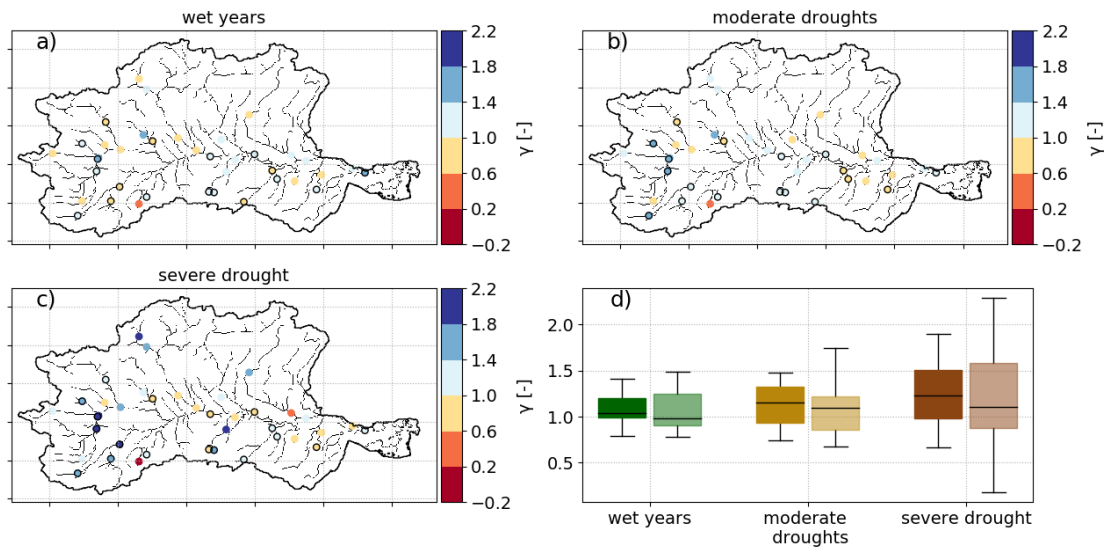 wet years
a)
2.2
1.8
1.4
1.0
0.6
0.2
−0.2
γ [-]
moderate droughts
b)
2.2
1.8
1.4
1.0
0.6
0.2
−0.2
γ [-]
severe drought
c)
2.2
1.8
1.4
1.0
0.6
0.2
−0.2
γ [-]
d)
2.0
1.5
1.0
0.5
wet years
moderate
droughts
severe drought